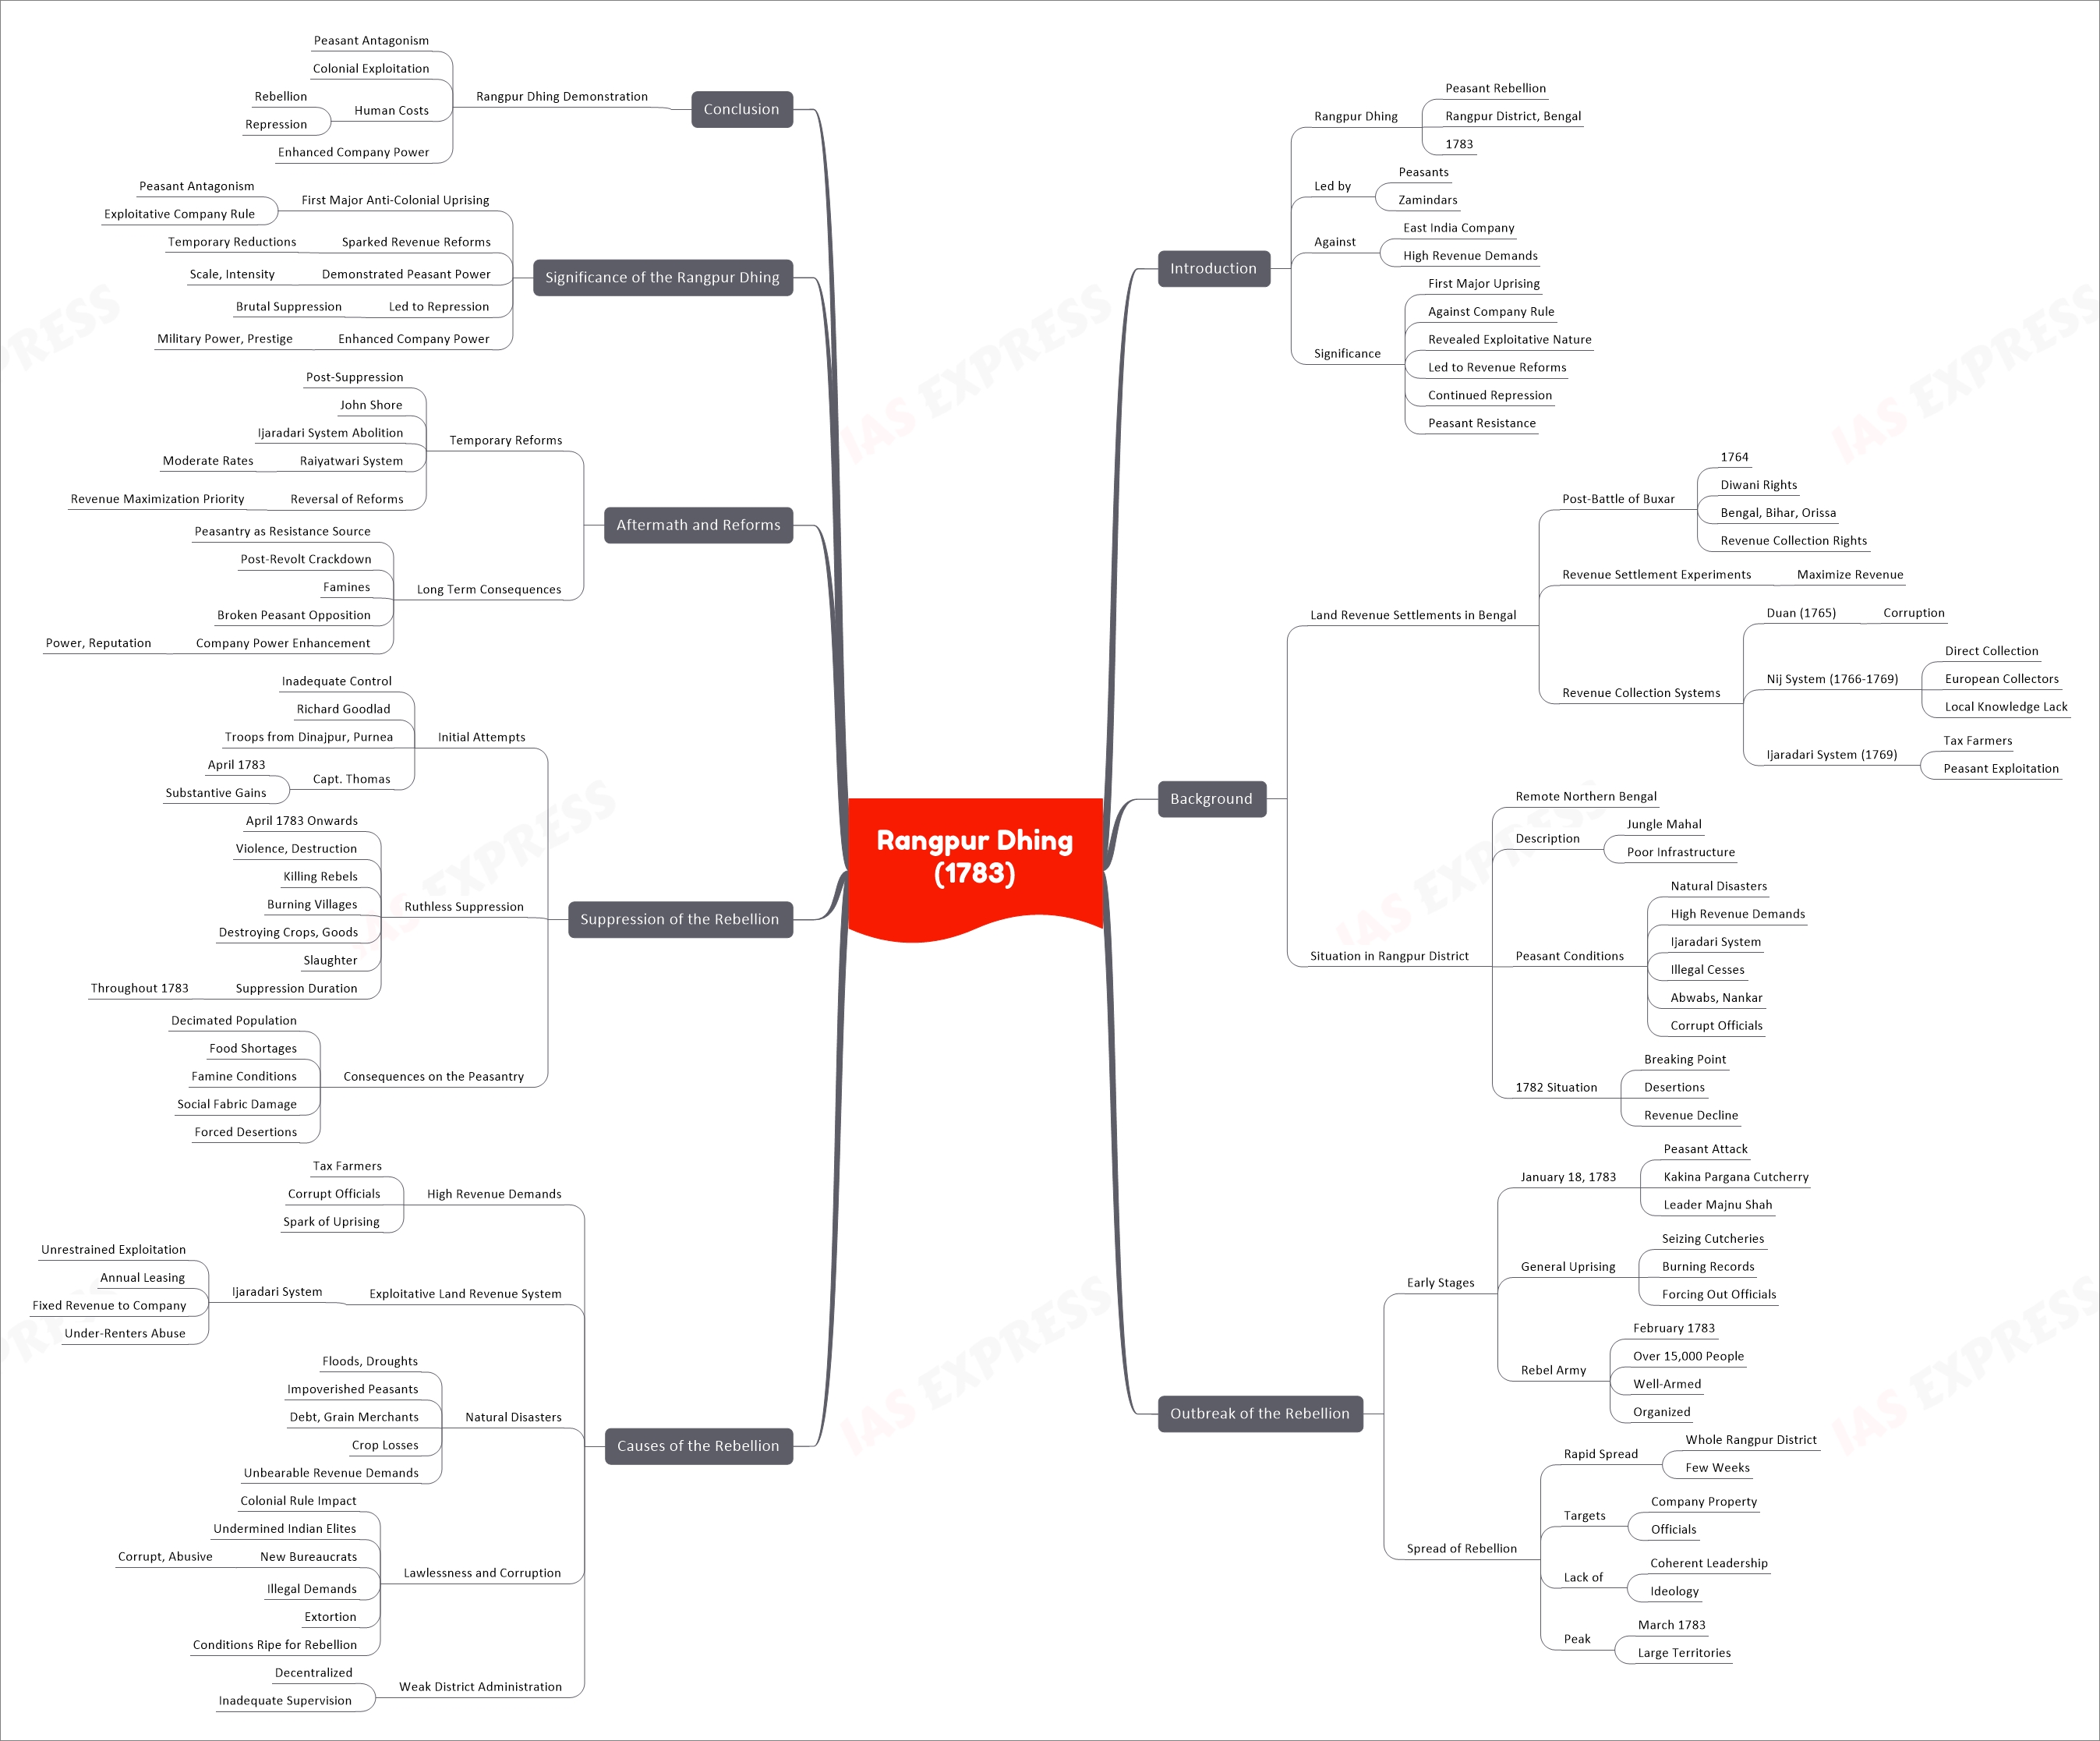 Rangpur Dhing
(1783)
Introduction
Rangpur Dhing
Peasant Rebellion
Rangpur District, Bengal
1783
Led by
Peasants
Zamindars
Against
East India Company
High Revenue Demands
Significance
First Major Uprising
Against Company Rule
Revealed Exploitative Nature
Led to Revenue Reforms
Continued Repression
Peasant Resistance
Background
Land Revenue Settlements in Bengal
Post-Battle of Buxar
1764
Diwani Rights
Bengal, Bihar, Orissa
Revenue Collection Rights
Revenue Settlement Experiments
Maximize Revenue
Revenue Collection Systems
Duan (1765)
Corruption
Nij System (1766-1769)
Direct Collection
European Collectors
Local Knowledge Lack
Ijaradari System (1769)
Tax Farmers
Peasant Exploitation
Situation in Rangpur District
Remote Northern Bengal
Description
Jungle Mahal
Poor Infrastructure
Peasant Conditions
Natural Disasters
High Revenue Demands
Ijaradari System
Illegal Cesses
Abwabs, Nankar
Corrupt Officials
1782 Situation
Breaking Point
Desertions
Revenue Decline
Outbreak of the Rebellion
Early Stages
January 18, 1783
Peasant Attack
Kakina Pargana Cutcherry
Leader Majnu Shah
General Uprising
Seizing Cutcheries
Burning Records
Forcing Out Officials
Rebel Army
February 1783
Over 15,000 People
Well-Armed
Organized
Spread of Rebellion
Rapid Spread
Whole Rangpur District
Few Weeks
Targets
Company Property
Officials
Lack of
Coherent Leadership
Ideology
Peak
March 1783
Large Territories
Conclusion
Rangpur Dhing Demonstration
Peasant Antagonism
Colonial Exploitation
Human Costs
Rebellion
Repression
Enhanced Company Power
Significance of the Rangpur Dhing
First Major Anti-Colonial Uprising
Peasant Antagonism
Exploitative Company Rule
Sparked Revenue Reforms
Temporary Reductions
Demonstrated Peasant Power
Scale, Intensity
Led to Repression
Brutal Suppression
Enhanced Company Power
Military Power, Prestige
Aftermath and Reforms
Temporary Reforms
Post-Suppression
John Shore
Ijaradari System Abolition
Raiyatwari System
Moderate Rates
Reversal of Reforms
Revenue Maximization Priority
Long Term Consequences
Peasantry as Resistance Source
Post-Revolt Crackdown
Famines
Broken Peasant Opposition
Company Power Enhancement
Power, Reputation
Suppression of the Rebellion
Initial Attempts
Inadequate Control
Richard Goodlad
Troops from Dinajpur, Purnea
Capt. Thomas
April 1783
Substantive Gains
Ruthless Suppression
April 1783 Onwards
Violence, Destruction
Killing Rebels
Burning Villages
Destroying Crops, Goods
Slaughter
Suppression Duration
Throughout 1783
Consequences on the Peasantry
Decimated Population
Food Shortages
Famine Conditions
Social Fabric Damage
Forced Desertions
Causes of the Rebellion
High Revenue Demands
Tax Farmers
Corrupt Officials
Spark of Uprising
Exploitative Land Revenue System
Ijaradari System
Unrestrained Exploitation
Annual Leasing
Fixed Revenue to Company
Under-Renters Abuse
Natural Disasters
Floods, Droughts
Impoverished Peasants
Debt, Grain Merchants
Crop Losses
Unbearable Revenue Demands
Lawlessness and Corruption
Colonial Rule Impact
Undermined Indian Elites
New Bureaucrats
Corrupt, Abusive
Illegal Demands
Extortion
Conditions Ripe for Rebellion
Weak District Administration
Decentralized
Inadequate Supervision
PRESS
IAS EXPRESS
IAS EXPRESS
IAS EXPRESS
IAS EXPRESS
PRESS
IAS EXPRESS
IAS EXPRESS